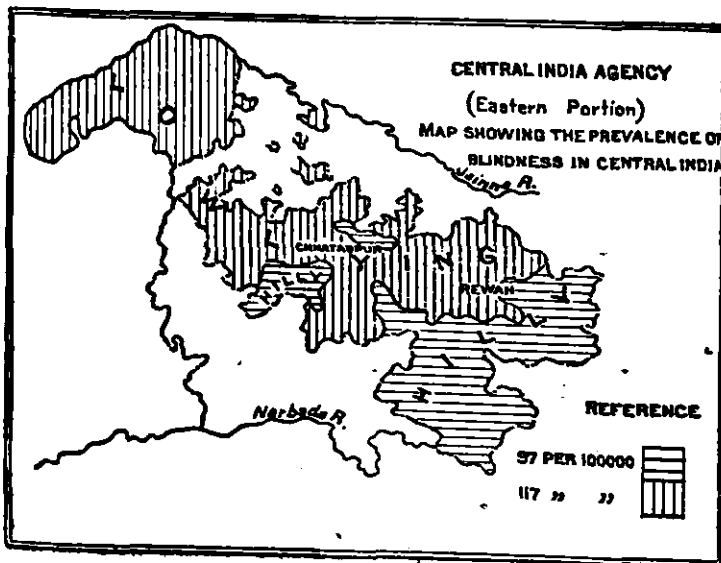 CENTRAL INDIA AGENCY
(Eastern Portion)
MAP SHOWING THE PREVALENCE OF
BLINDNESS IN CENTRAL INDIA
Jainna R.
CHHATARPUR
REWAH
Narbada R.
REFERENCE
97 PER 100000
117 " "